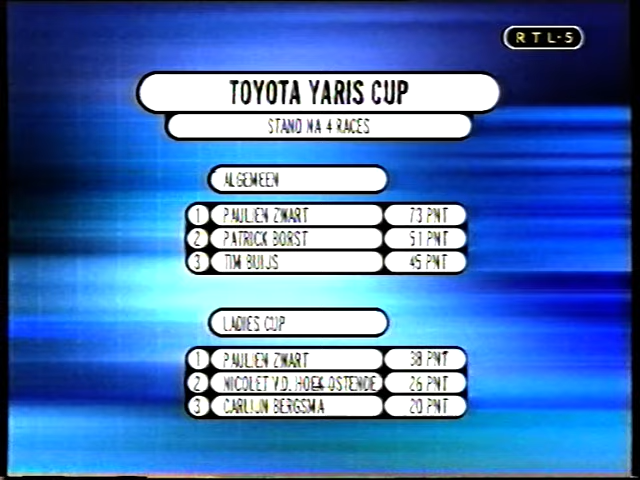 RTL-5
TOYOTA YARIS CUP
STAND NA 4 RACES
ALGEMEEN
1 PAULIEN ZWART 73 PNT
2 PATRICK BORST 51 PNT
3 TIM BUIJS 45 PNT
LADIES CUP
1 PAULIEN ZWART 38 PNT
2 NICOLET V.D. HOEK OSTENDE 26 PNT
3 CARLIJN BERGSMA 20 PNT